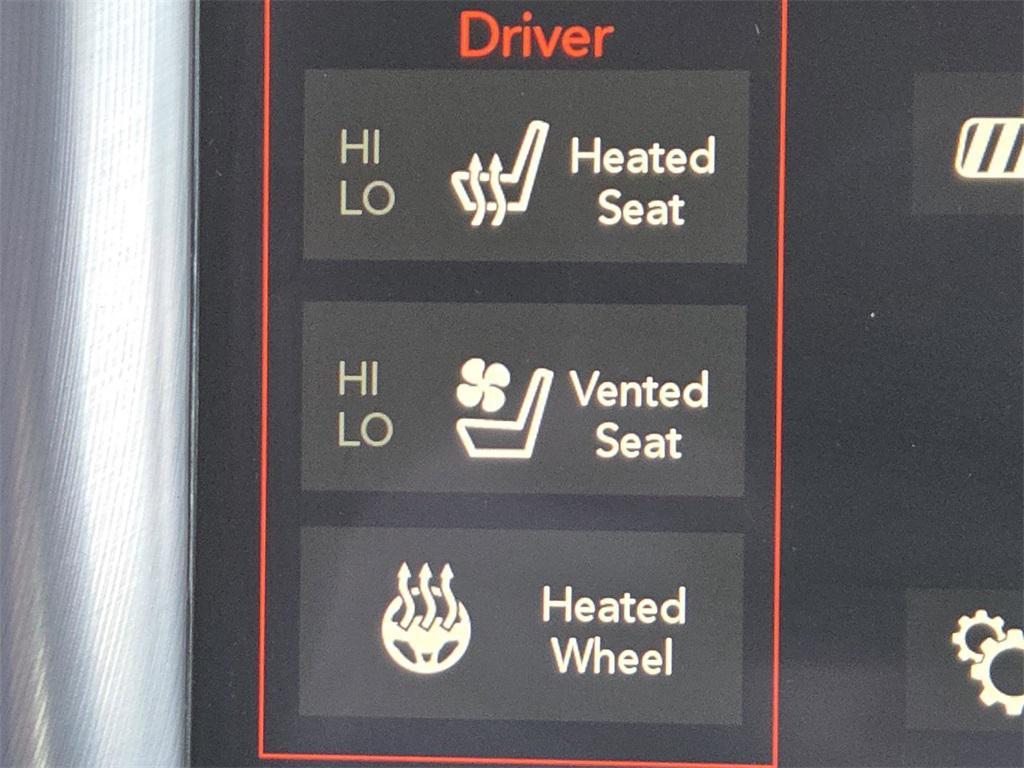 Driver
HI
LO
Heated
Seat
HI
LO
Vented
Seat
Heated
Wheel